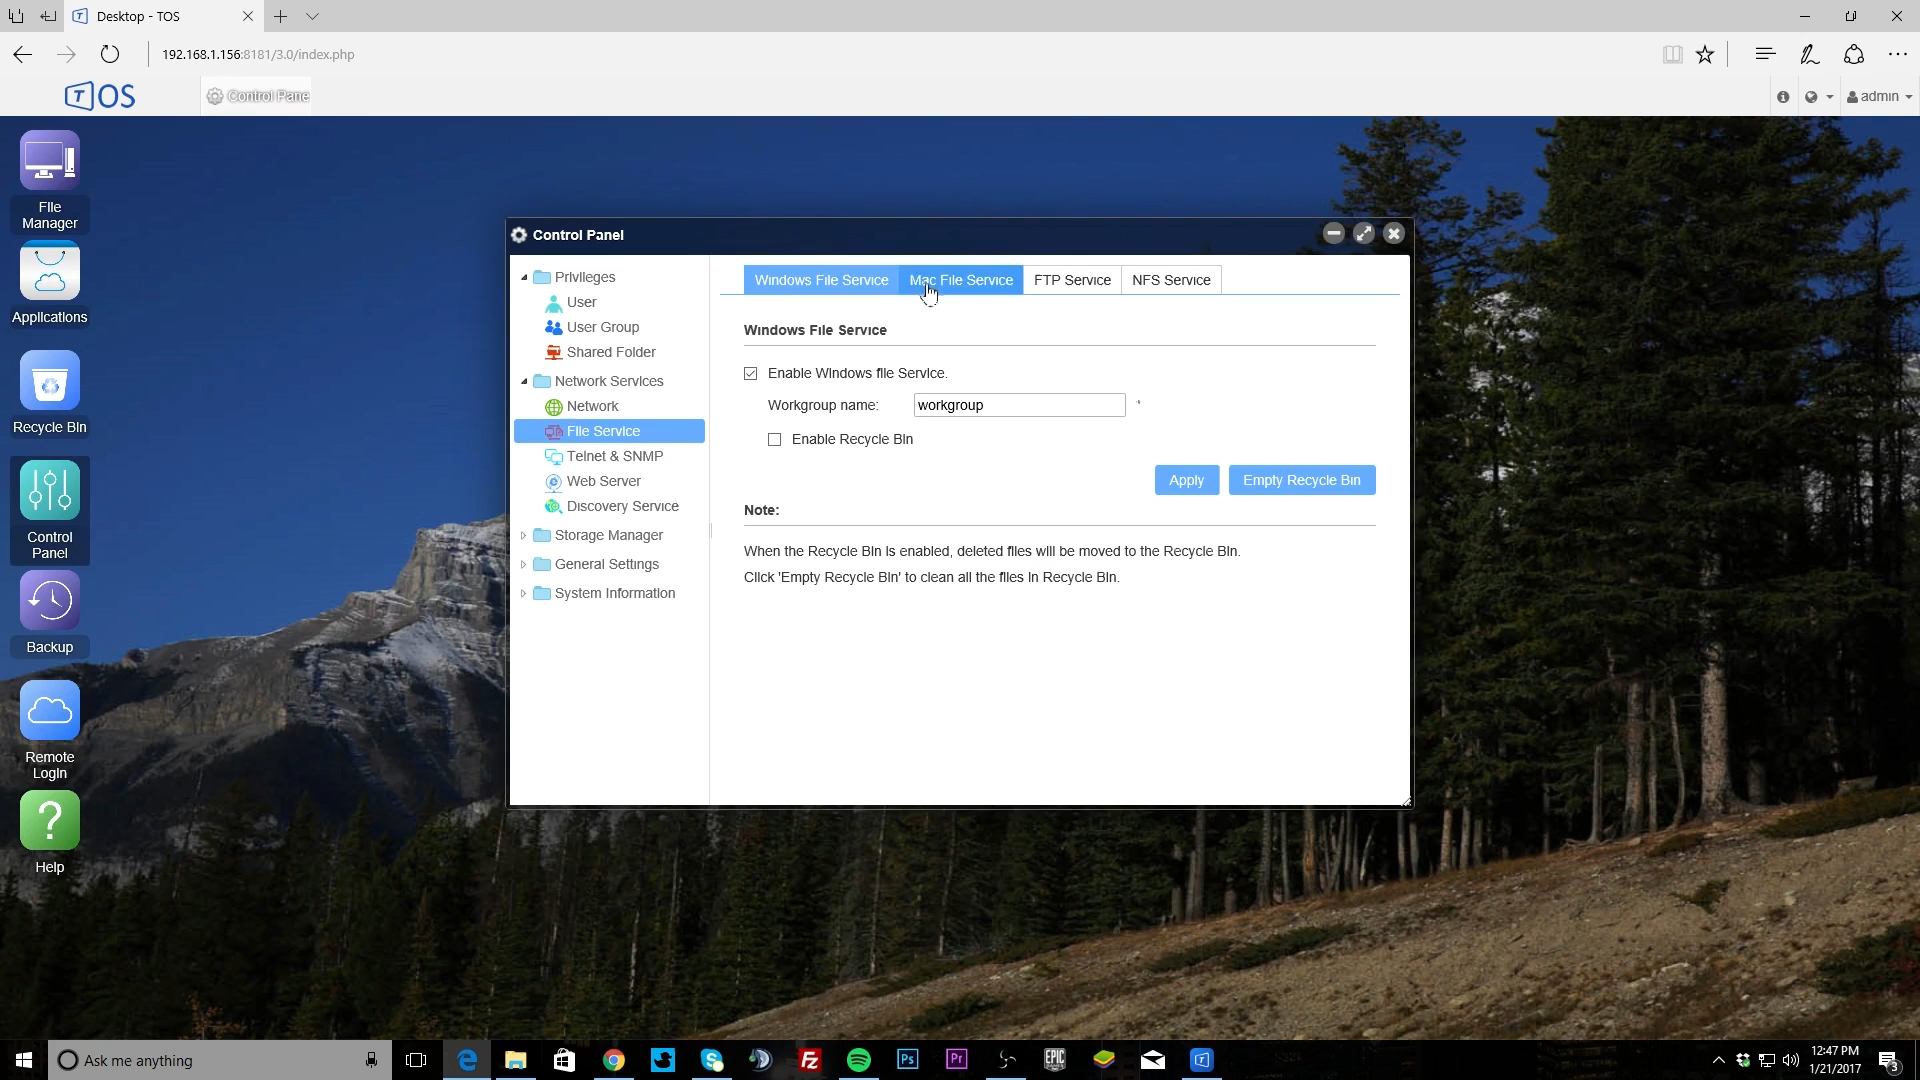 Desktop - TOS
192.168.1.156:8181/3.0/index.php
TOS
Control Pane
admin
File
Manager
Applications
Recycle Bin
Control
Panel
Backup
Remote
Login
Help
Control Panel
Privileges
User
User Group
Shared Folder
Network Services
Network
File Service
Telnet & SNMP
Web Server
Discovery Service
Storage Manager
General Settings
System Information
Windows File Service
Mac File Service
FTP Service
NFS Service
Windows File Service
Enable Windows file Service.
Workgroup name:
workgroup
*
Enable Recycle Bin
Apply
Empty Recycle Bin
Note:
When the Recycle Bin is enabled, deleted files will be moved to the Recycle Bin.
Click 'Empty Recycle Bin' to clean all the files in Recycle Bin.
Ask me anything
Fz
Ps
Pr
EPIC
GAMES
12:47 PM
1/21/2017
3